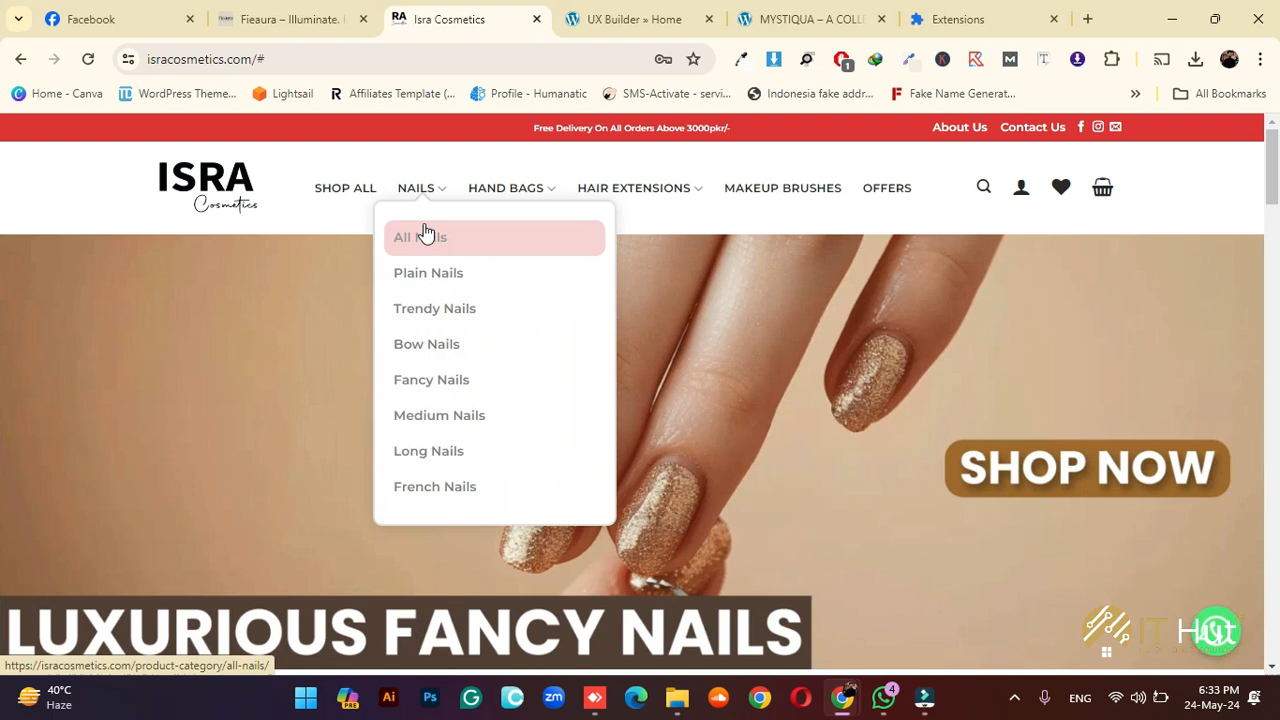 Facebook
Fieaura – Illuminate.
Isra Cosmetics
UX Builder » Home
MYSTIQUA – A COLL
Extensions
isracosmetics.com/#
Home - Canva
WordPress Theme...
Lightsail
Affiliates Template (...
Profile - Humanatic
SMS-Activate - servi...
Indonesia fake addr...
Fake Name Generat...
All Bookmarks
Free Delivery On All Orders Above 3000pkr/-
About Us
Contact Us
ISRA
Cosmetics
SHOP ALL
NAILS
HAND BAGS
HAIR EXTENSIONS
MAKEUP BRUSHES
OFFERS
All Nails
Plain Nails
Trendy Nails
Bow Nails
Fancy Nails
Medium Nails
Long Nails
French Nails
SHOP NOW
LUXURIOUS FANCY NAILS
IT Hut
https://isracosmetics.com/product-category/all-nails/
40°C
Haze
ENG
6:33 PM
24-May-24